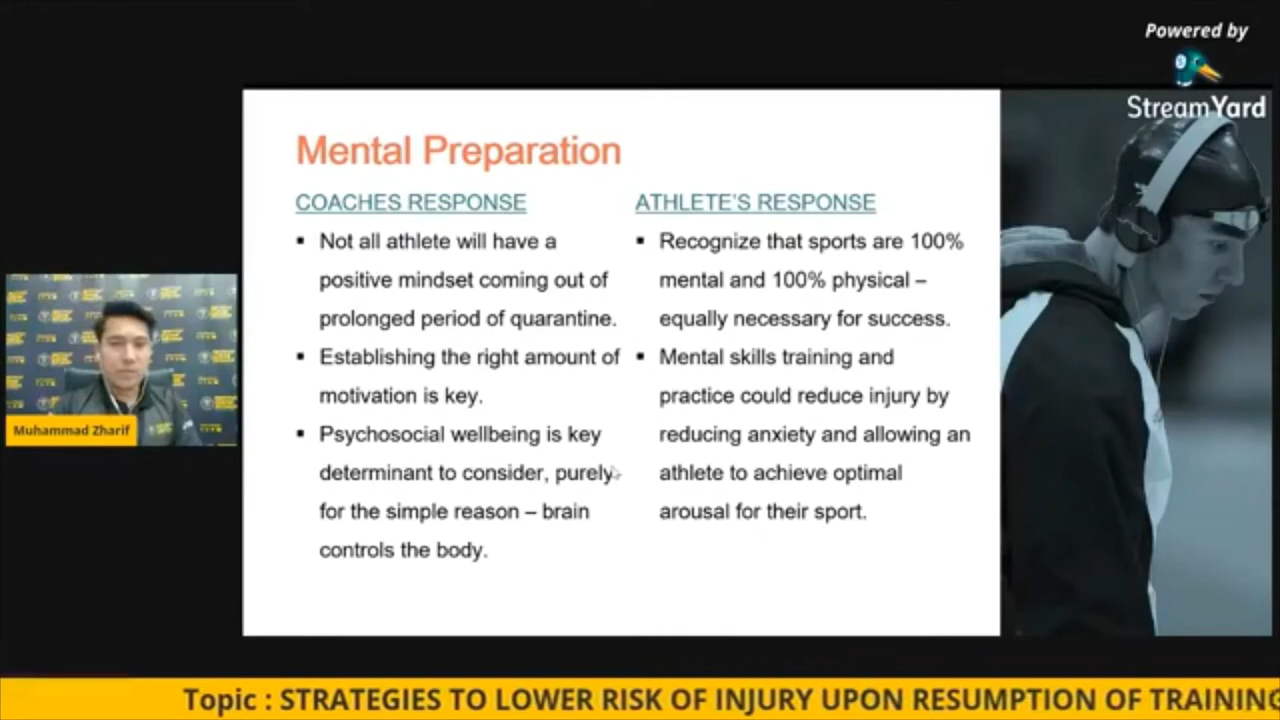 Powered by
StreamYard
Mental Preparation
COACHES RESPONSE
Not all athlete will have a
positive mindset coming out of
prolonged period of quarantine.
Establishing the right amount of
motivation is key.
Psychosocial wellbeing is key
determinant to consider, purely
for the simple reason – brain
controls the body.
ATHLETE'S RESPONSE
Recognize that sports are 100%
mental and 100% physical –
equally necessary for success.
Mental skills training and
practice could reduce injury by
reducing anxiety and allowing an
athlete to achieve optimal
arousal for their sport.
Muhammad Zharif
Topic : STRATEGIES TO LOWER RISK OF INJURY UPON RESUMPTION OF TRAINING